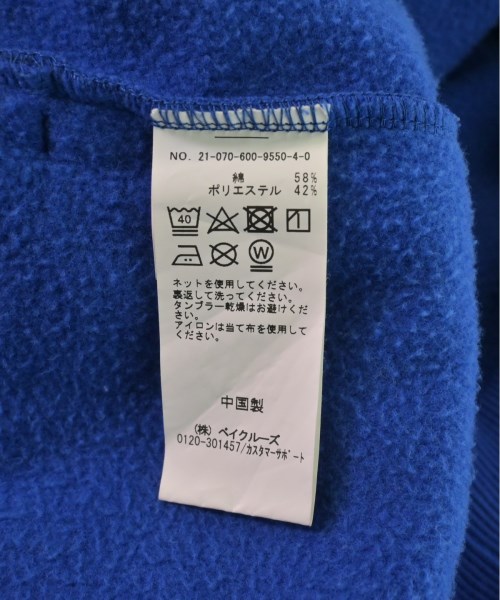 NO. 21-070-600-9550-4-0
綿 58%
ポリエステル 42%
40
W
ネットを使用してください。
裏返して洗ってください。
タンブラー乾燥はお避けくだ
さい。
アイロンは当て布を使用して
ください。
中国製
(株) ベイクルーズ
0120-301457/カスタマーサポート